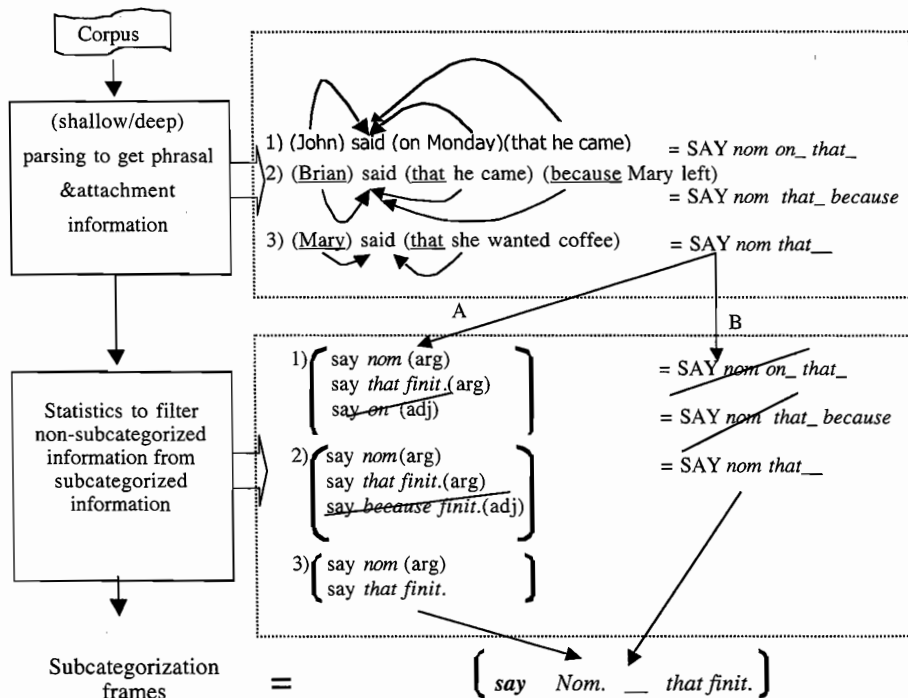 Corpus
(shallow/deep)
parsing to get phrasal
&attachment
information
1) (John) said (on Monday)(that he came)
= SAY nom on_ that_
2) (Brian) said (that he came) (because Mary left)
= SAY nom that_ because
3) (Mary) said (that she wanted coffee)
= SAY nom that__
A
B
Statistics to filter
non-subcategorized
information from
subcategorized
information
1) say nom (arg)
say that finit.(arg)
say on (adj)
2) say nom(arg)
say that finit.(arg)
say because finit.(adj)
3) say nom (arg)
say that finit.
= SAY nom on_ that_
= SAY nom that_ because
= SAY nom that__
Subcategorization
frames
=
say Nom. __ that finit.